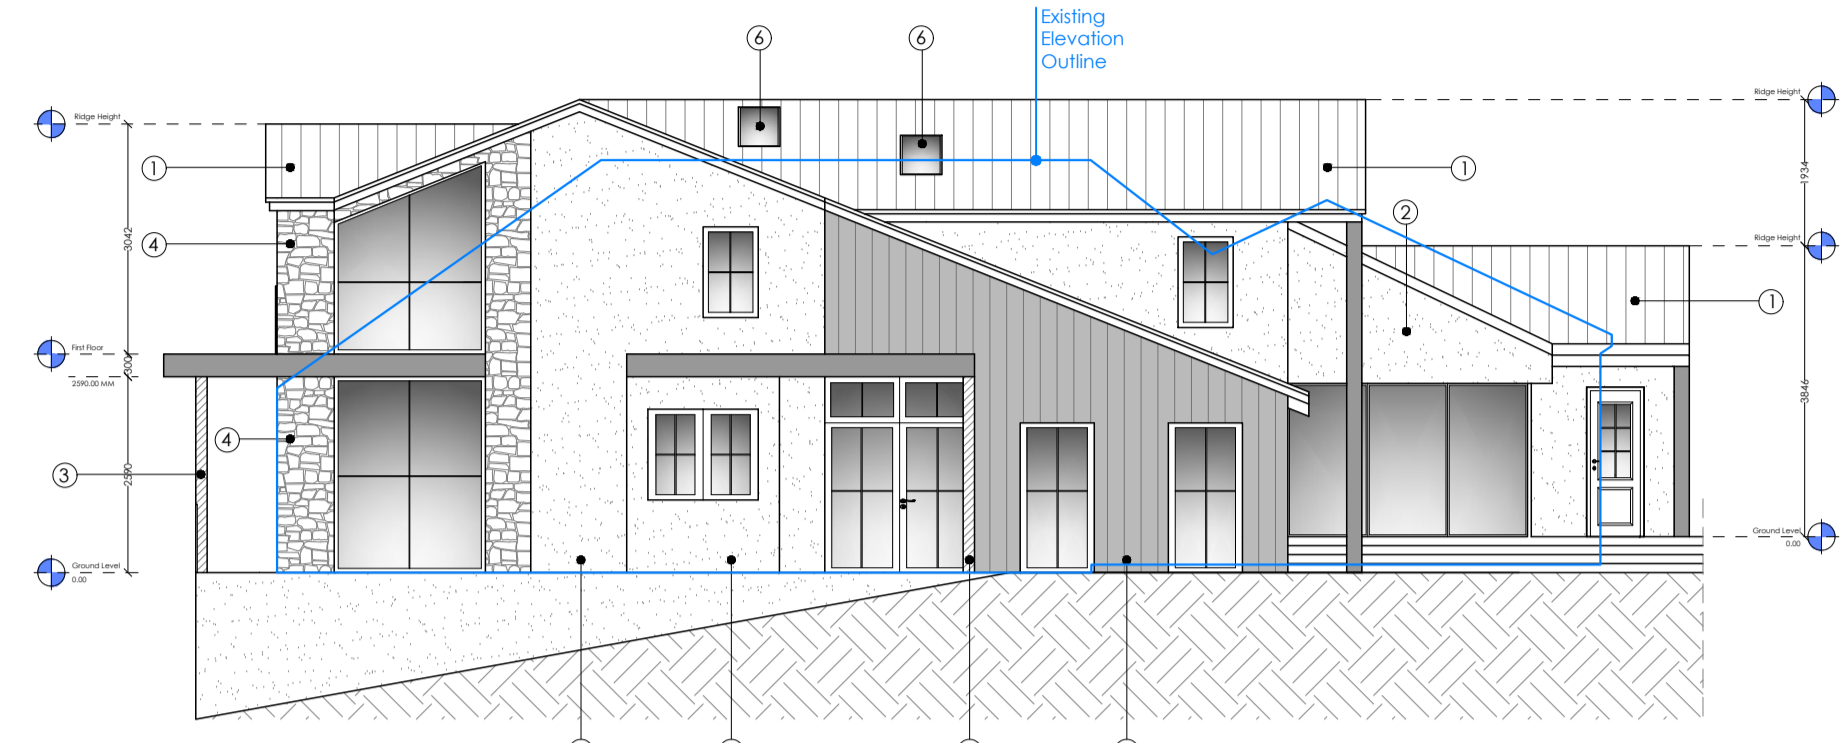 Existing
Elevation
Outline
6
6
Ridge Height
Ridge Height
1
1
1934
2
4
3042
Ridge Height
1
First Floor
300
2590.00 MM
3846
4
3
2590
Ground Level
0.00
Ground Level
0.00